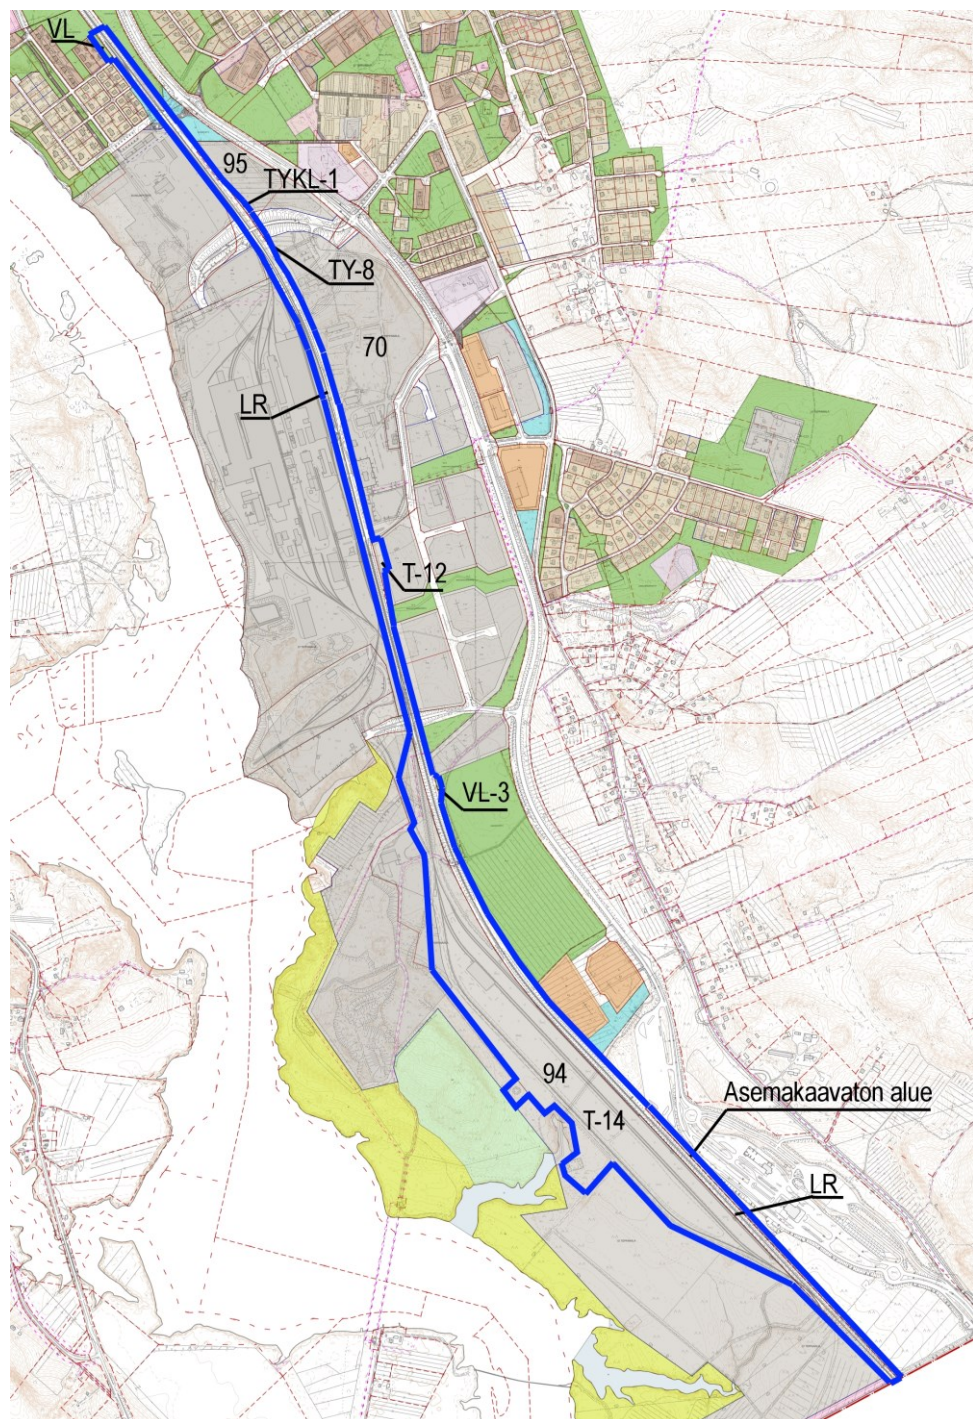 VL
95
TYKL-1
TY-8
70
LR
T-12
VL-3
94
T-14
Asemakaavaton alue
LR